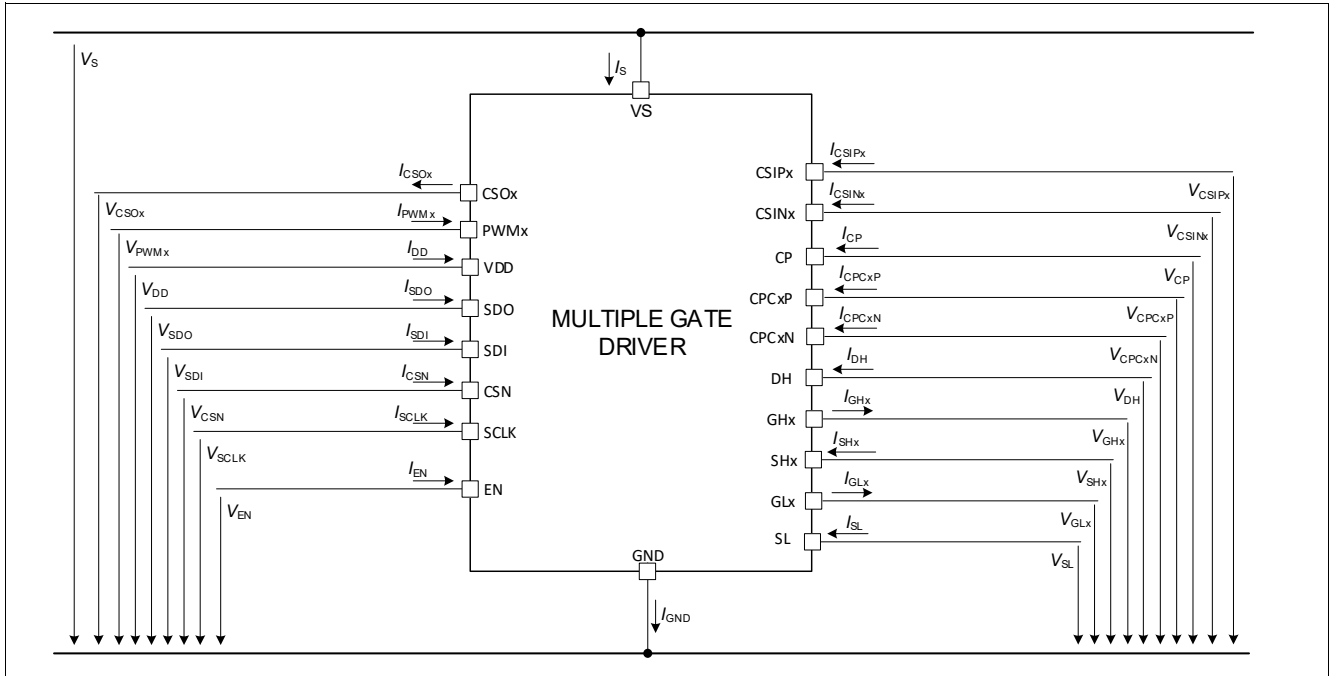 VS
IS
VS
ICSOx
CSOx
VCSOx
IPWMx
PWMx
VPWMx
IDD
VDD
VDD
ISDO
SDO
VSDO
ISDI
SDI
VSDI
ICSN
CSN
VCSN
ISCLK
SCLK
VSCLK
IEN
EN
VEN
MULTIPLE GATE
DRIVER
ICSIPx
CSIPx
VCSIPx
ICSINx
CSINx
VCSINx
ICP
CP
VCP
ICPCxP
CPCxP
VCPCxP
ICPCxN
CPCxN
VCPCxN
IDH
DH
VDH
IGHx
GHx
VGHx
ISHx
SHx
VSHx
IGLx
GLx
VGLx
ISL
SL
VSL
GND
IGND